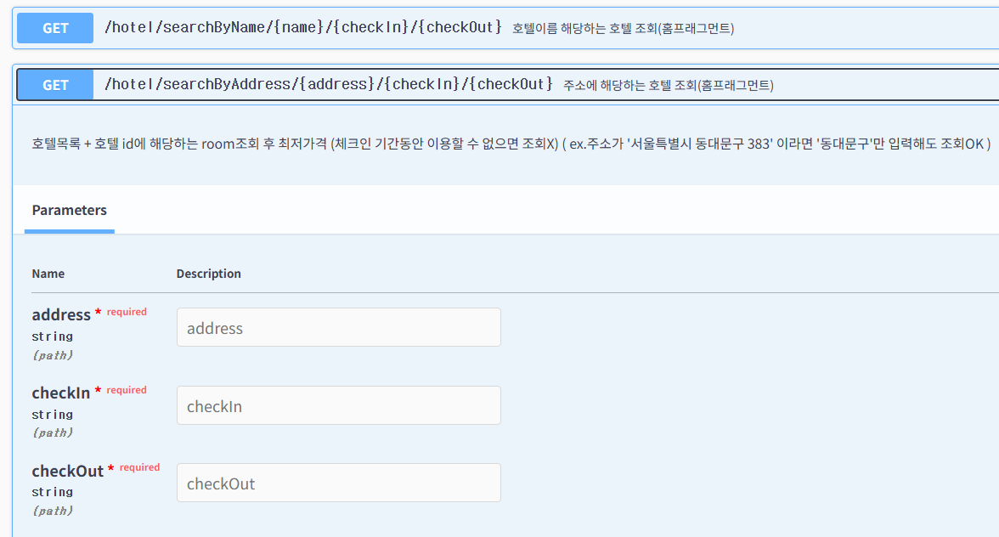 GET /hotel/searchByName/{name}/{checkIn}/{checkOut} 호텔이름 해당하는 호텔 조회(홈프래그먼트)
GET /hotel/searchByAddress/{address}/{checkIn}/{checkOut} 주소에 해당하는 호텔 조회(홈프래그먼트)
호텔목록 + 호텔 id에 해당하는 room조회 후 최저가격 (체크인 기간동안 이용할 수 없으면 조회X) ( ex.주소가 '서울특별시 동대문구 383' 이라면 '동대문구'만 입력해도 조회OK )
Parameters
Name Description
address * required
string
(path)
address
checkIn * required
string
(path)
checkIn
checkOut * required
string
(path)
checkOut